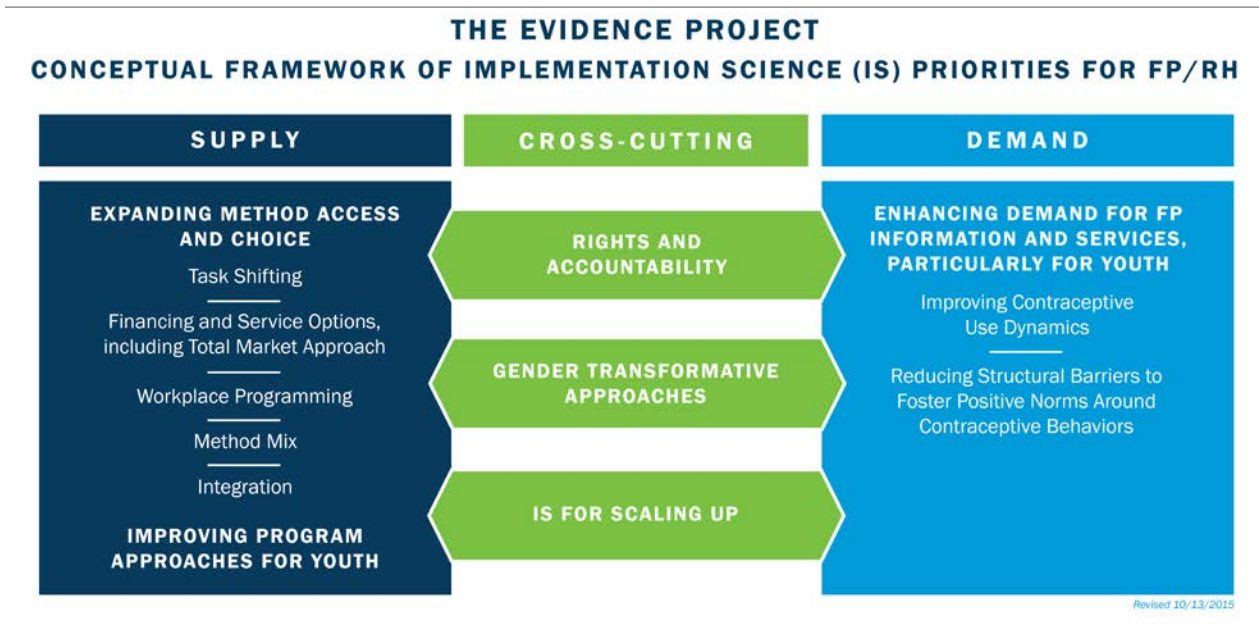 THE EVIDENCE PROJECT
CONCEPTUAL FRAMEWORK OF IMPLEMENTATION SCIENCE (IS) PRIORITIES FOR FP/RH
SUPPLY
EXPANDING METHOD ACCESS
AND CHOICE
Task Shifting
Financing and Service Options,
including Total Market Approach
Workplace Programming
Method Mix
Integration
IMPROVING PROGRAM
APPROACHES FOR YOUTH
CROSS-CUTTING
RIGHTS AND
ACCOUNTABILITY
GENDER TRANSFORMATIVE
APPROACHES
IS FOR SCALING UP
DEMAND
ENHANCING DEMAND FOR FP
INFORMATION AND SERVICES,
PARTICULARLY FOR YOUTH
Improving Contraceptive
Use Dynamics
Reducing Structural Barriers to
Foster Positive Norms Around
Contraceptive Behaviors
Revised 10/13/2015